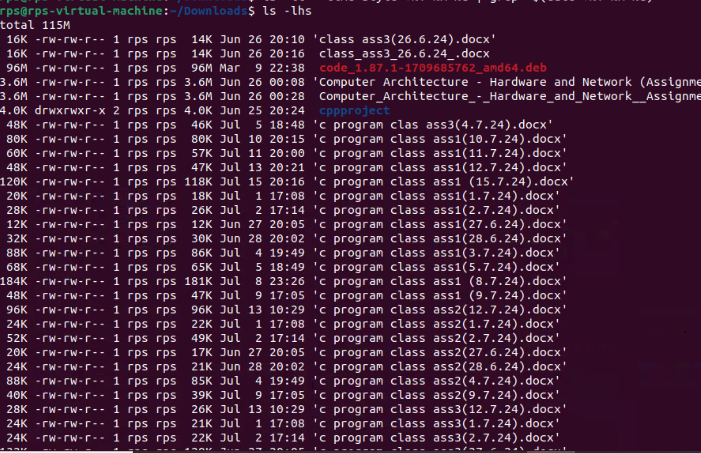 rps@rps-virtual-machine:~/Downloads$ ls -lhs
total 115M
16K -rw-rw-r-- 1 rps rps 14K Jun 26 20:10 'class ass3(26.6.24).docx'
16K -rw-rw-r-- 1 rps rps 14K Jun 26 20:16 class_ass3_26.6.24_.docx
96M -rw-rw-r-- 1 rps rps 96M Mar 9 22:38 code_1.87.1-1709685762_amd64.deb
3.6M -rw-rw-r-- 1 rps rps 3.6M Jun 26 00:08 'Computer Architecture - Hardware and Network (Assignme
3.6M -rw-rw-r-- 1 rps rps 3.6M Jun 26 00:28 Computer_Architecture_-_Hardware_and_Network__Assignme
4.0K drwxrwxr-x 2 rps rps 4.0K Jun 25 20:24 cppproject
48K -rw-rw-r-- 1 rps rps 46K Jul 5 18:48 'c program clas ass3(4.7.24).docx'
80K -rw-rw-r-- 1 rps rps 80K Jul 10 20:15 'c program class ass1(10.7.24).docx'
60K -rw-rw-r-- 1 rps rps 57K Jul 11 20:00 'c program class ass1(11.7.24).docx'
48K -rw-rw-r-- 1 rps rps 47K Jul 13 20:21 'c program class ass1(12.7.24).docx'
120K -rw-rw-r-- 1 rps rps 118K Jul 15 20:16 'c program class ass1 (15.7.24).docx'
20K -rw-rw-r-- 1 rps rps 18K Jul 1 17:08 'c program class ass1(1.7.24).docx'
28K -rw-rw-r-- 1 rps rps 26K Jul 2 17:14 'c program class ass1(2.7.24).docx'
12K -rw-rw-r-- 1 rps rps 12K Jun 27 20:05 'c program class ass1(27.6.24).docx'
32K -rw-rw-r-- 1 rps rps 30K Jun 28 20:02 'c program class ass1(28.6.24).docx'
88K -rw-rw-r-- 1 rps rps 86K Jul 4 19:49 'c program class ass1(3.7.24).docx'
68K -rw-rw-r-- 1 rps rps 65K Jul 5 18:49 'c program class ass1(5.7.24).docx'
184K -rw-rw-r-- 1 rps rps 181K Jul 8 23:26 'c program class ass1 (8.7.24).docx'
48K -rw-rw-r-- 1 rps rps 47K Jul 9 17:05 'c program class ass1 (9.7.24).docx'
96K -rw-rw-r-- 1 rps rps 96K Jul 13 10:29 'c program class ass2(12.7.24).docx'
24K -rw-rw-r-- 1 rps rps 22K Jul 1 17:08 'c program class ass2(1.7.24).docx'
52K -rw-rw-r-- 1 rps rps 49K Jul 2 17:14 'c program class ass2(2.7.24).docx'
20K -rw-rw-r-- 1 rps rps 17K Jun 27 20:05 'c program class ass2(27.6.24).docx'
24K -rw-rw-r-- 1 rps rps 21K Jun 28 20:02 'c program class ass2(28.6.24).docx'
88K -rw-rw-r-- 1 rps rps 85K Jul 4 19:49 'c program class ass2(4.7.24).docx'
40K -rw-rw-r-- 1 rps rps 39K Jul 9 17:05 'c program class ass2(9.7.24).docx'
28K -rw-rw-r-- 1 rps rps 26K Jul 13 10:29 'c program class ass3(12.7.24).docx'
24K -rw-rw-r-- 1 rps rps 21K Jul 1 17:08 'c program class ass3(1.7.24).docx'
24K -rw-rw-r-- 1 rps rps 22K Jul 2 17:14 'c program class ass3(2.7.24).docx'